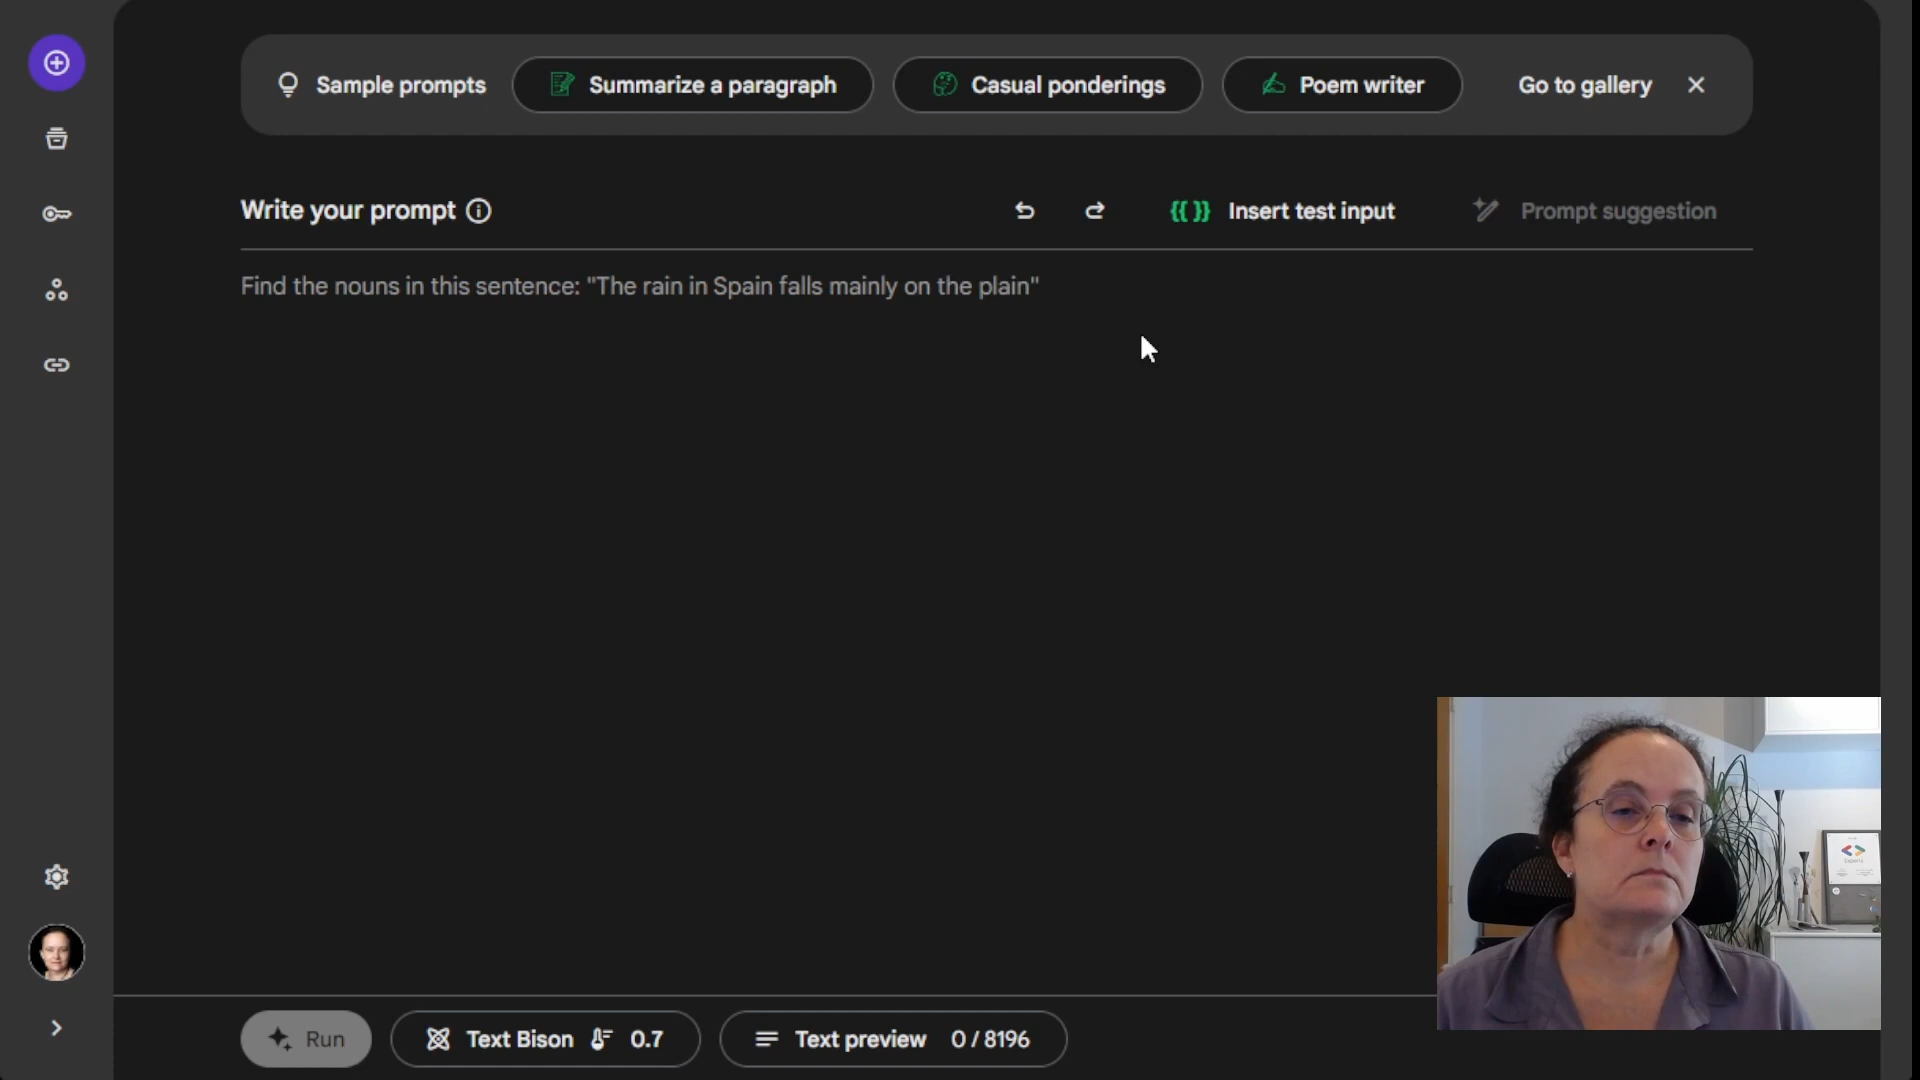 Sample prompts
Summarize a paragraph
Casual ponderings
Poem writer
Go to gallery
Write your prompt
{{ }} Insert test input
Prompt suggestion
Find the nouns in this sentence: "The rain in Spain falls mainly on the plain"
Experts
Run
Text Bison 0.7
Text preview 0 / 8196